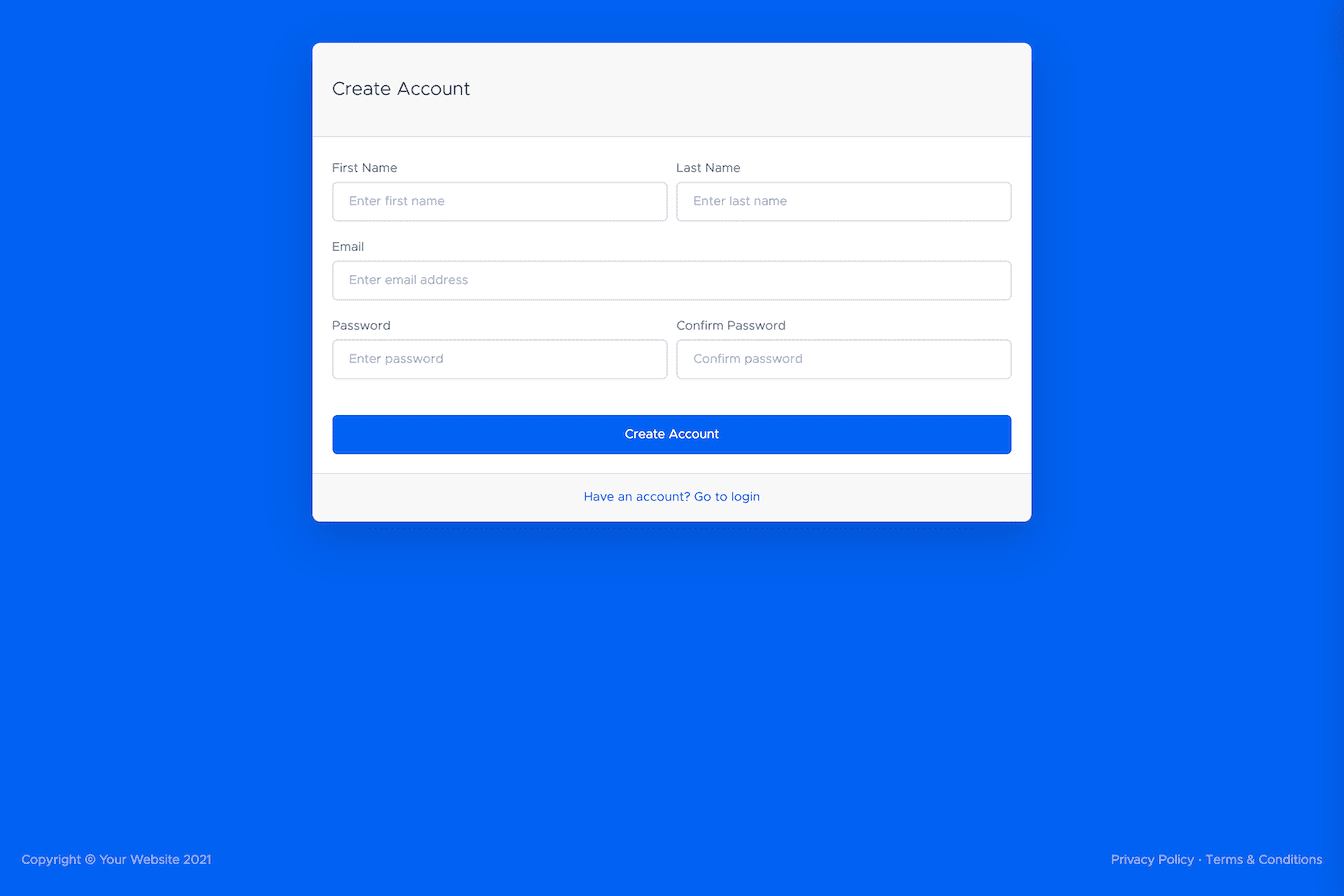 Create Account
First Name
Last Name
Enter first name
Enter last name
Email
Enter email address
Password
Confirm Password
Enter password
Confirm password
Create Account
Have an account? Go to login
Copyright © Your Website 2021
Privacy Policy · Terms & Conditions